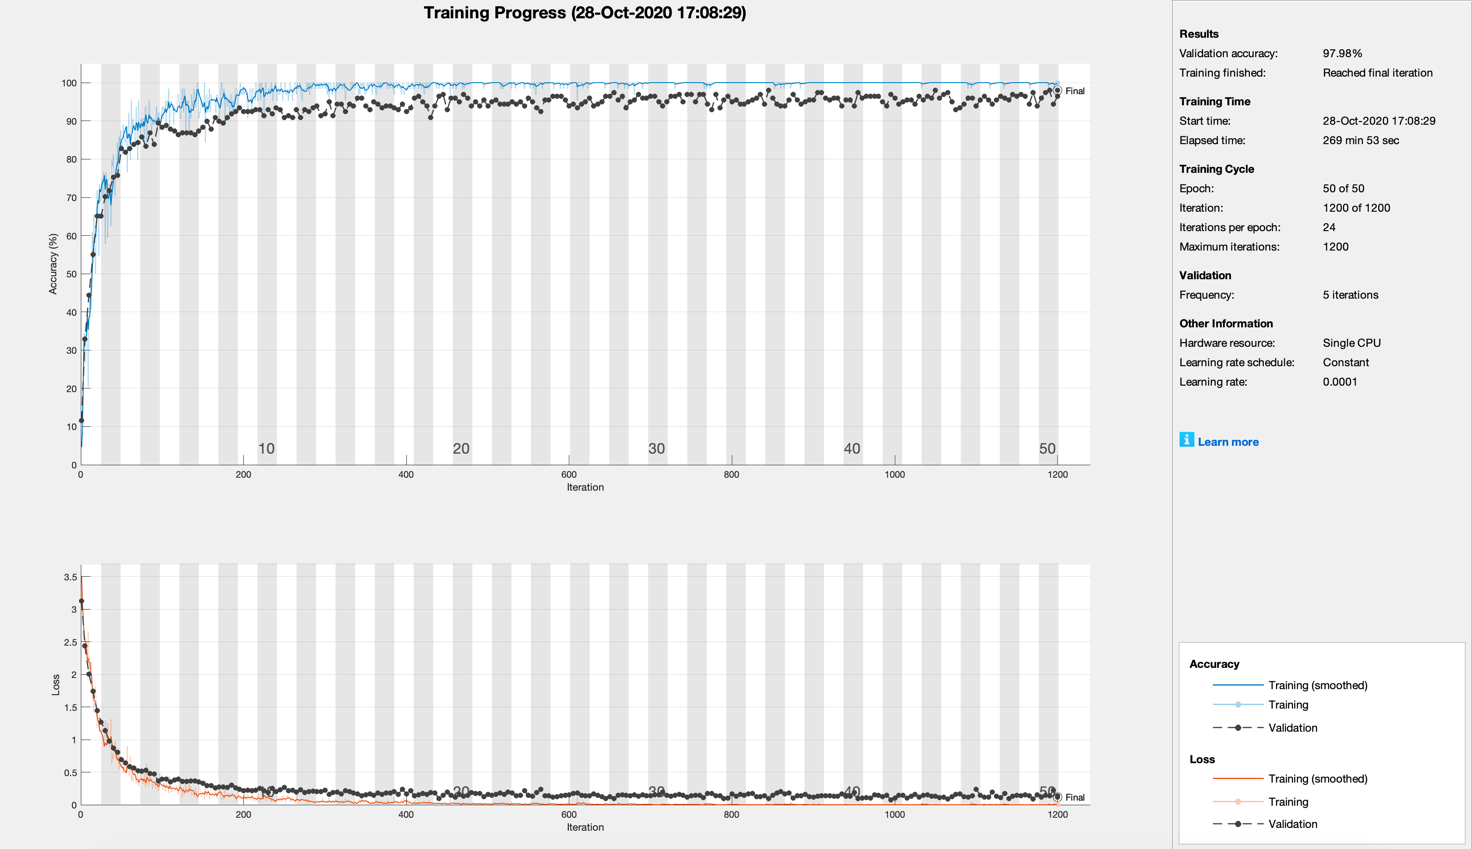 Training Progress (28-Oct-2020 17:08:29)
100
90
80
70
60
50
40
30
20
10
0
Accuracy (%)
Final
10 20 30 40 50
0 200 400 600 800 1000 1200
Iteration
3.5
3
2.5
2
1.5
1
0.5
0
Loss
Final
10 20 30 40 50
0 200 400 600 800 1000 1200
Iteration
Results
Validation accuracy: 97.98%
Training finished: Reached final iteration
Training Time
Start time: 28-Oct-2020 17:08:29
Elapsed time: 269 min 53 sec
Training Cycle
Epoch: 50 of 50
Iteration: 1200 of 1200
Iterations per epoch: 24
Maximum iterations: 1200
Validation
Frequency: 5 iterations
Other Information
Hardware resource: Single CPU
Learning rate schedule: Constant
Learning rate: 0.0001
i Learn more
Accuracy
Training (smoothed)
Training
Validation
Loss
Training (smoothed)
Training
Validation